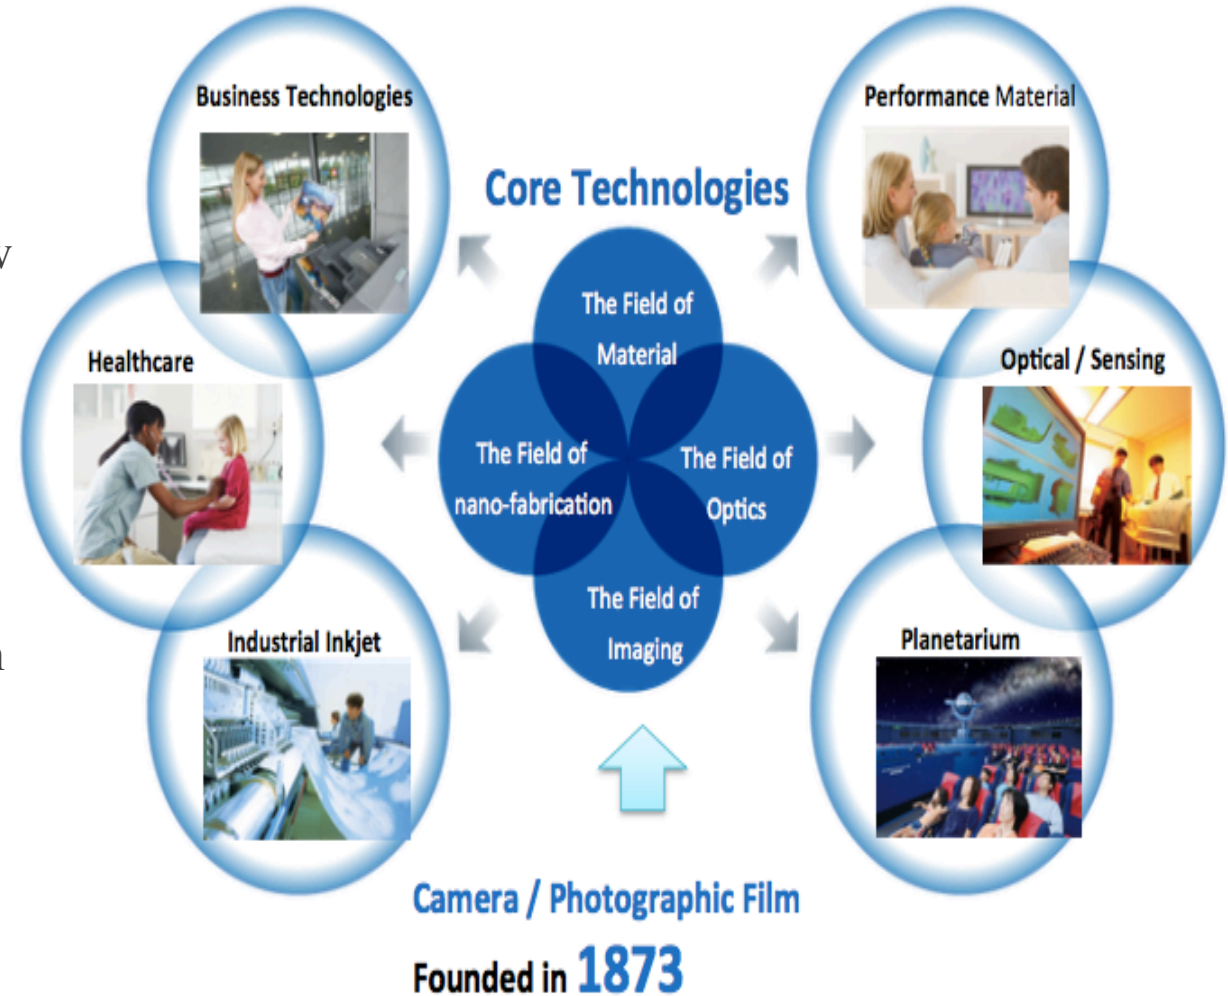 Business Technologies
Performance Material
Core Technologies
w
The Field of
Material
Healthcare
Optical / Sensing
The Field of
nano-fabrication
The Field of
Optics
The Field of
Imaging
Industrial Inkjet
Planetarium
n
Camera / Photographic Film
Founded in 1873